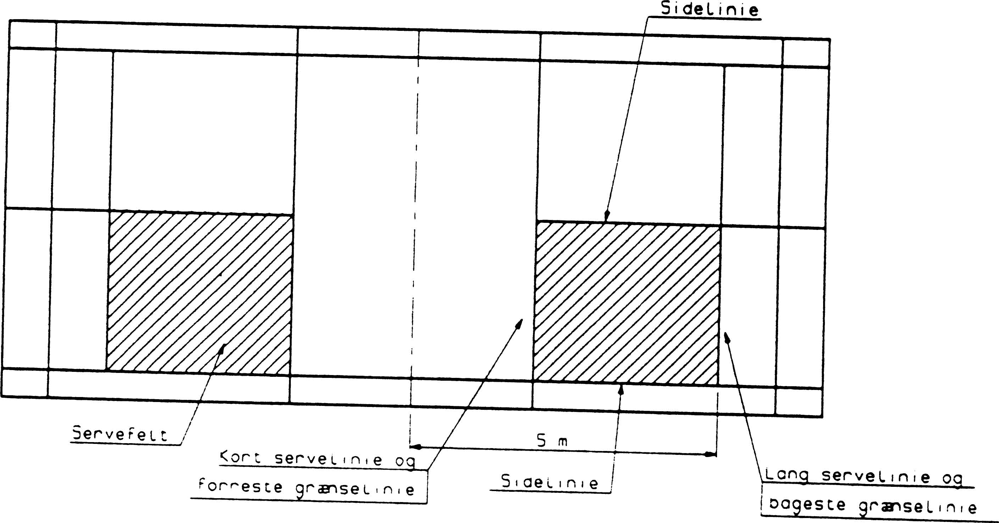 Sidelinie
Servefelt
5 m
Kort servelinie og
forreste grænselinie
Sidelinie
Lang servelinie og
bageste grænselinie